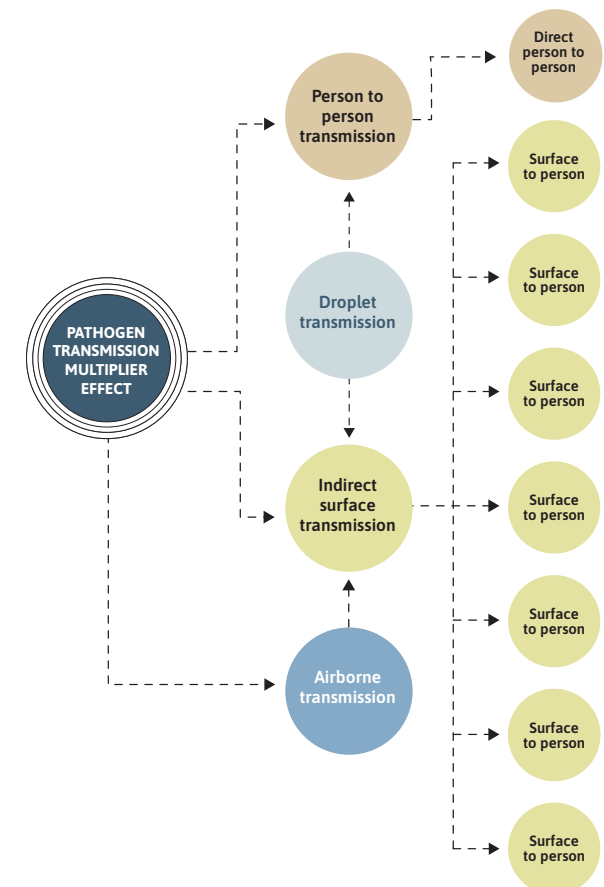 Direct
person to
person
Person to
person
transmission
Surface
to person
Surface
to person
Droplet
transmission
PATHOGEN
TRANSMISSION
MULTIPLIER
EFFECT
Surface
to person
Indirect
surface
transmission
Surface
to person
Surface
to person
Airborne
transmission
Surface
to person
Surface
to person